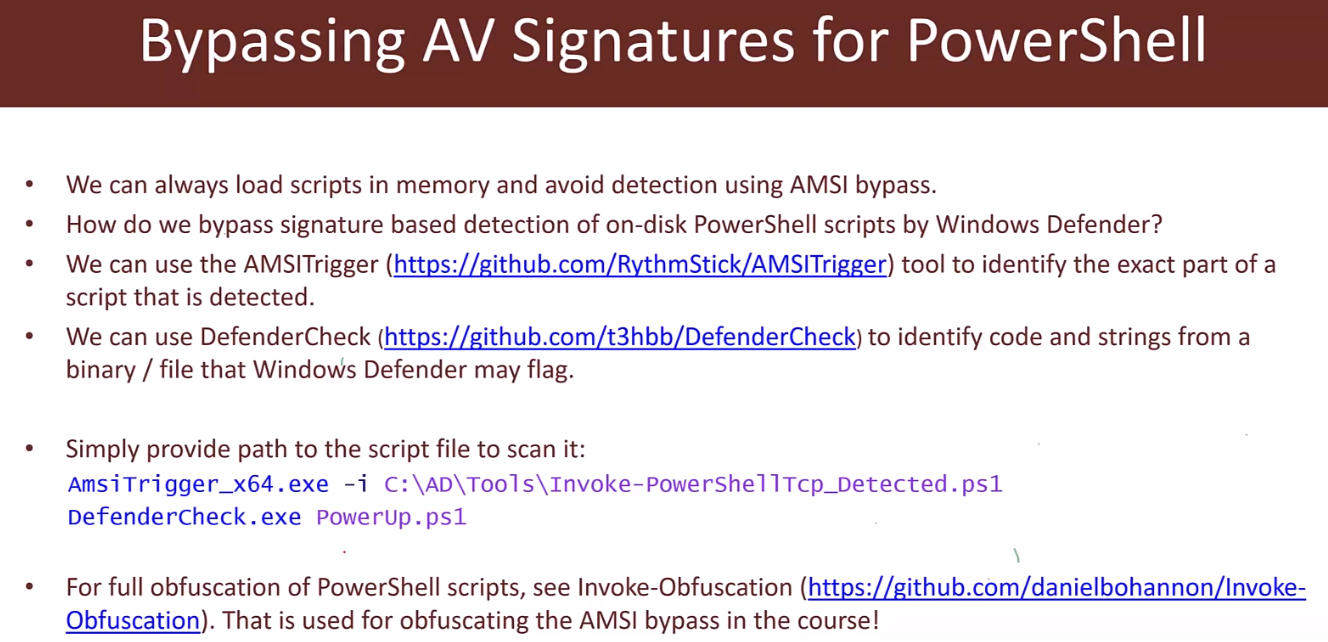 Bypassing AV Signatures for PowerShell
• We can always load scripts in memory and avoid detection using AMSI bypass.
• How do we bypass signature based detection of on-disk PowerShell scripts by Windows Defender?
• We can use the AMSITrigger (https://github.com/RythmStick/AMSITrigger) tool to identify the exact part of a
script that is detected.
• We can use DefenderCheck (https://github.com/t3hbb/DefenderCheck) to identify code and strings from a
binary / file that Windows Defender may flag.
• Simply provide path to the script file to scan it:
AmsiTrigger_x64.exe -i C:\AD\Tools\Invoke-PowerShellTcp_Detected.ps1
DefenderCheck.exe PowerUp.ps1
• For full obfuscation of PowerShell scripts, see Invoke-Obfuscation (https://github.com/danielbohannon/Invoke-
Obfuscation). That is used for obfuscating the AMSI bypass in the course!